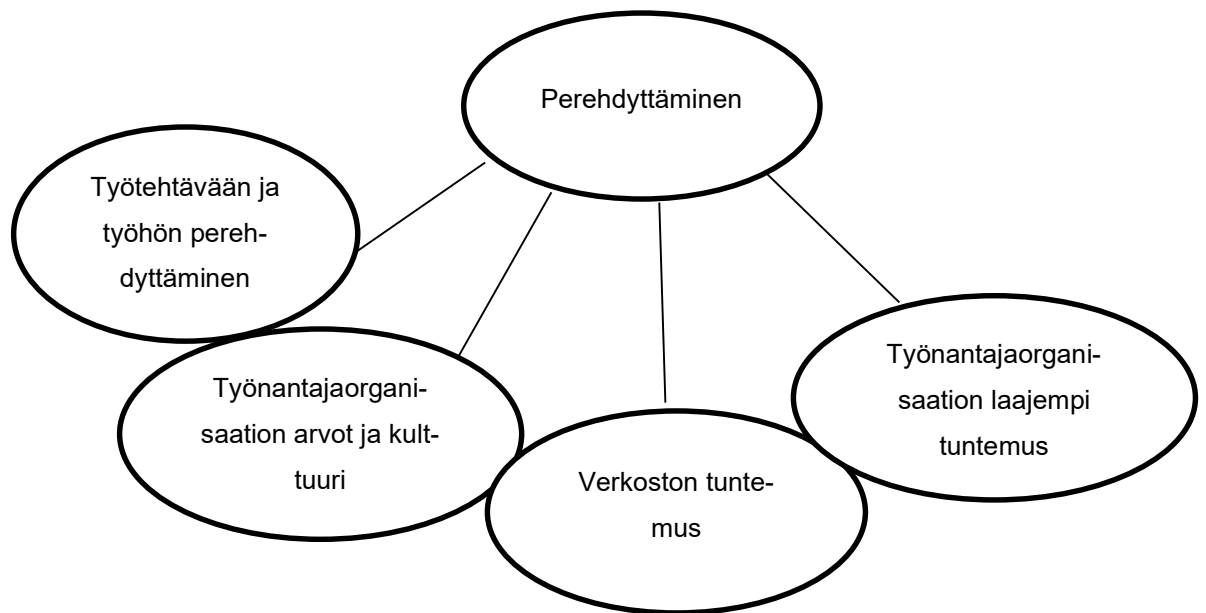 Perehdyttäminen
Työtehtävään ja
työhön pereh-
dyttäminen
Työnantajaorgani-
saation arvot ja kult-
tuuri
Verkoston tunte-
mus
Työnantajaorgani-
saation laajempi
tuntemus